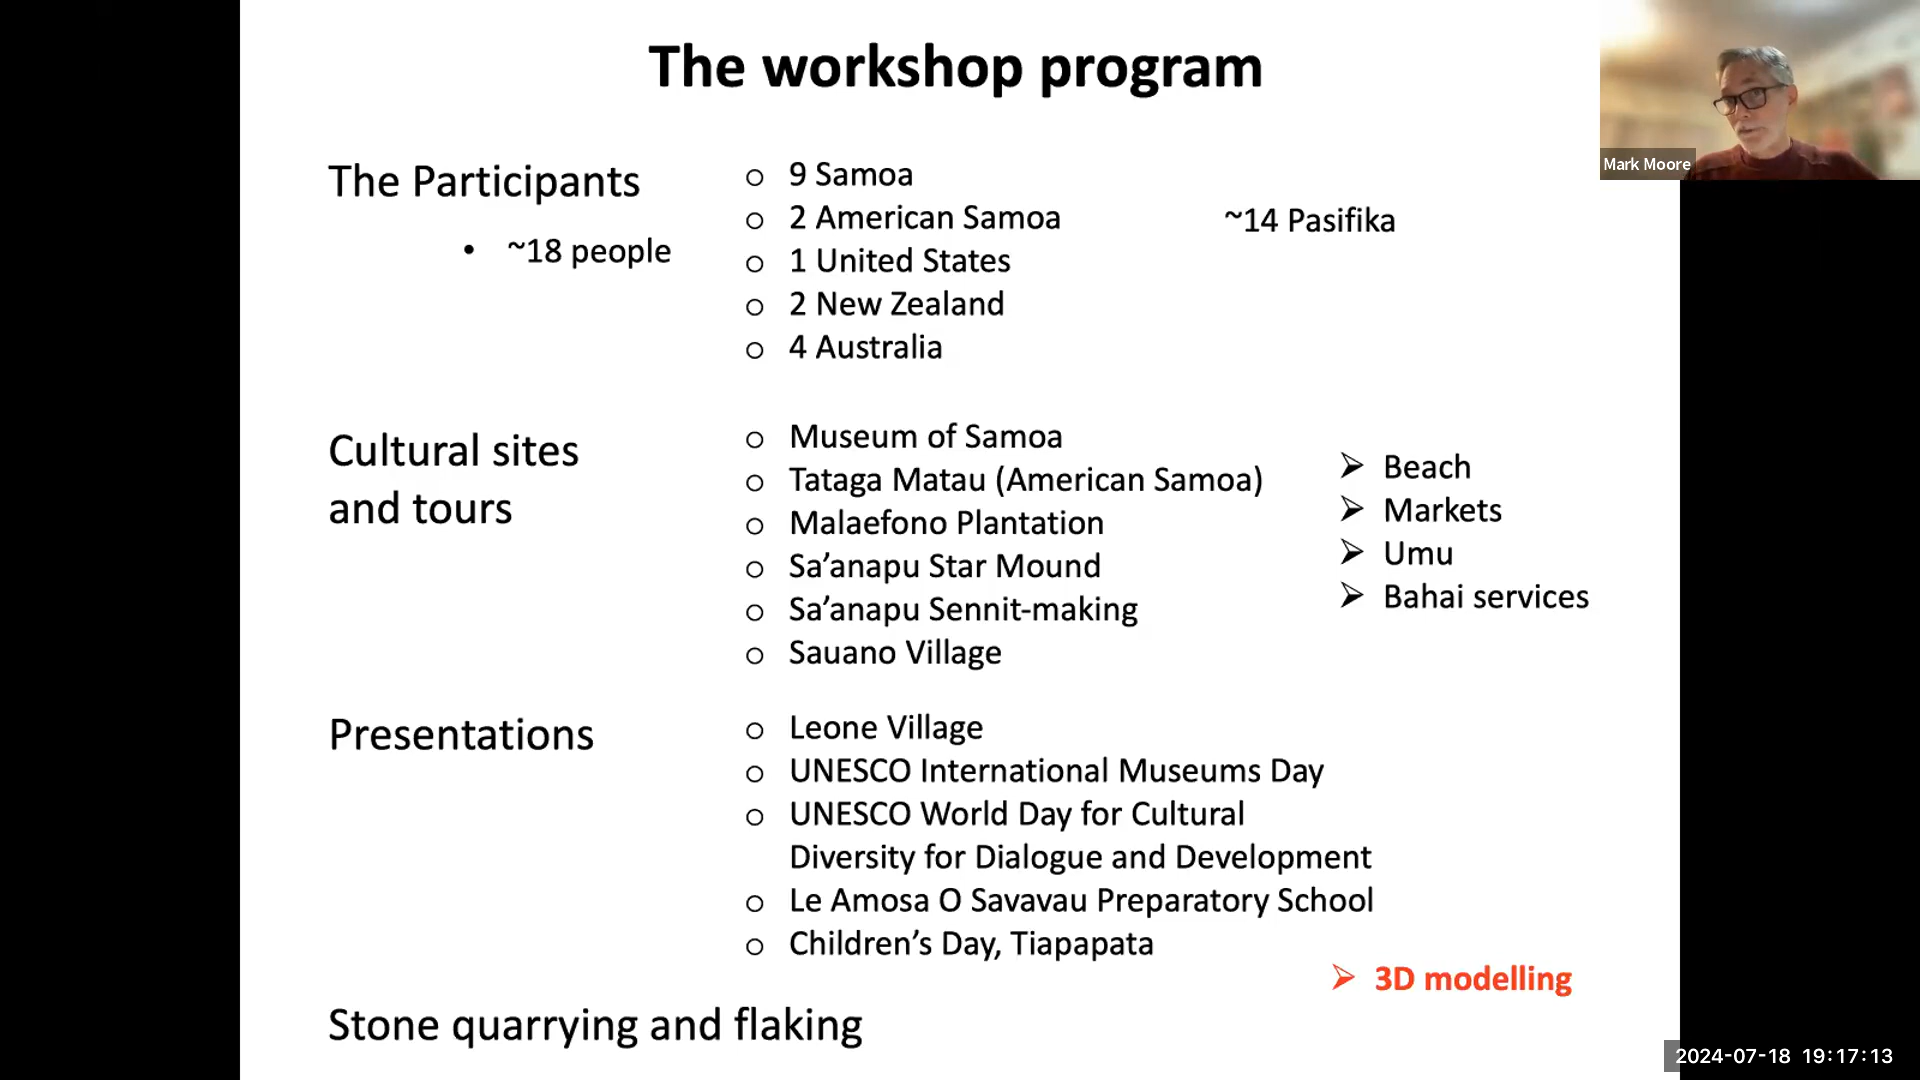 The workshop program
Mark Moore
The Participants
• ~18 people
o 9 Samoa
o 2 American Samoa
o 1 United States
o 2 New Zealand
o 4 Australia
~14 Pasifika
Cultural sites
and tours
o Museum of Samoa
o Tataga Matau (American Samoa)
o Malaefono Plantation
o Sa’anapu Star Mound
o Sa’anapu Sennit-making
o Sauano Village
➢ Beach
➢ Markets
➢ Umu
➢ Bahai services
Presentations
o Leone Village
o UNESCO International Museums Day
o UNESCO World Day for Cultural
Diversity for Dialogue and Development
o Le Amosa O Savavau Preparatory School
o Children’s Day, Tiapapata
➢ 3D modelling
Stone quarrying and flaking
2024-07-18 19:17:13